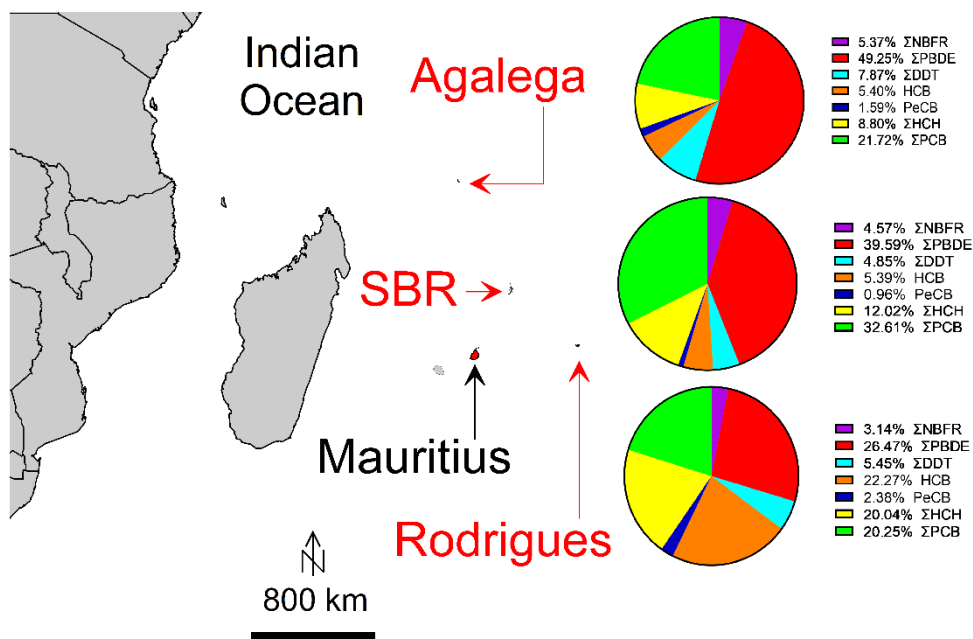 Indian
Ocean
Agalega
SBR
Mauritius
Rodrigues
N
800 km
5.37% ΣNBFR
49.25% ΣPBDE
7.87% ΣDDT
5.40% HCB
1.59% PeCB
8.80% ΣHCH
21.72% ΣPCB
4.57% ΣNBFR
39.59% ΣPBDE
4.85% ΣDDT
5.39% HCB
0.96% PeCB
12.02% ΣHCH
32.61% ΣPCB
3.14% ΣNBFR
26.47% ΣPBDE
5.45% ΣDDT
22.27% HCB
2.38% PeCB
20.04% ΣHCH
20.25% ΣPCB